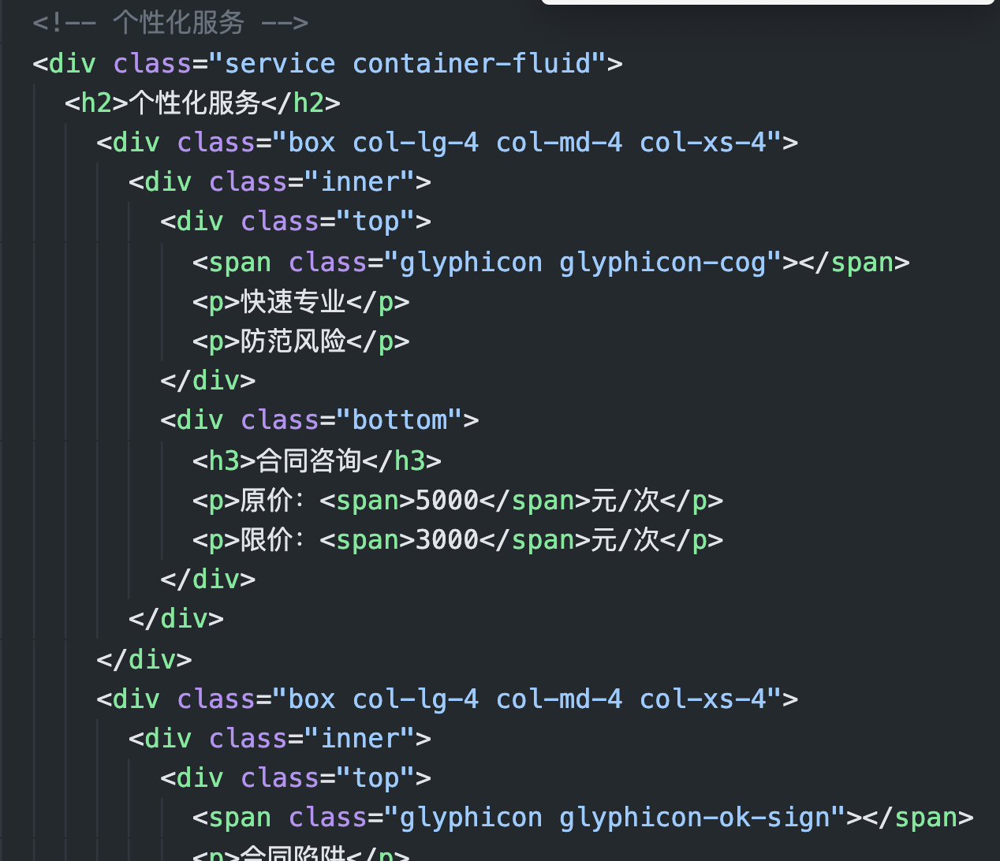 <!-- 个性化服务 -->
<div class="service container-fluid">
<h2>个性化服务</h2>
<div class="box col-lg-4 col-md-4 col-xs-4">
<div class="inner">
<div class="top">
<span class="glyphicon glyphicon-cog"></span>
<p>快速专业</p>
<p>防范风险</p>
</div>
<div class="bottom">
<h3>合同咨询</h3>
<p>原价：<span>5000</span>元/次</p>
<p>限价：<span>3000</span>元/次</p>
</div>
</div>
</div>
<div class="box col-lg-4 col-md-4 col-xs-4">
<div class="inner">
<div class="top">
<span class="glyphicon glyphicon-ok-sign"></span>
<p>合同陷阱</p>